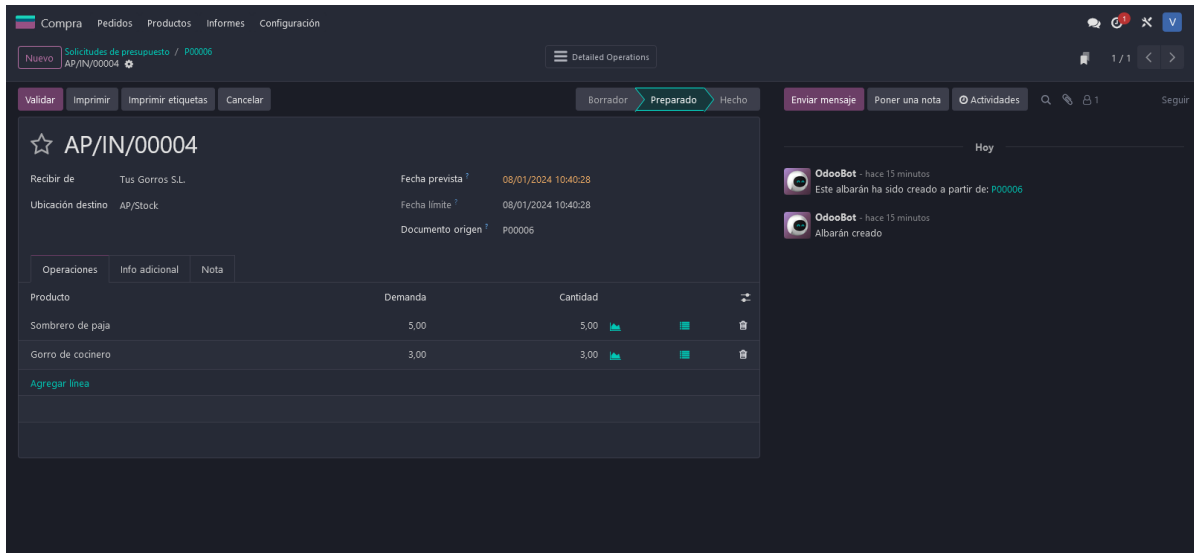 Compra Pedidos Productos Informes Configuración 1 V
Nuevo Solicitudes de presupuesto / P00006
AP/IN/00004
Detailed Operations
1 / 1
Validar Imprimir Imprimir etiquetas Cancelar
Borrador Preparado Hecho
Enviar mensaje Poner una nota Actividades 1 Seguir
AP/IN/00004
Recibir de Tus Gorros S.L.
Ubicación destino AP/Stock
Fecha prevista ? 08/01/2024 10:40:28
Fecha límite ? 08/01/2024 10:40:28
Documento origen ? P00006
Operaciones Info adicional Nota
Producto Demanda Cantidad
Sombrero de paja 5,00 5,00
Gorro de cocinero 3,00 3,00
Agregar línea
Hoy
OdooBot - hace 15 minutos
Este albarán ha sido creado a partir de: P00006
OdooBot - hace 15 minutos
Albarán creado